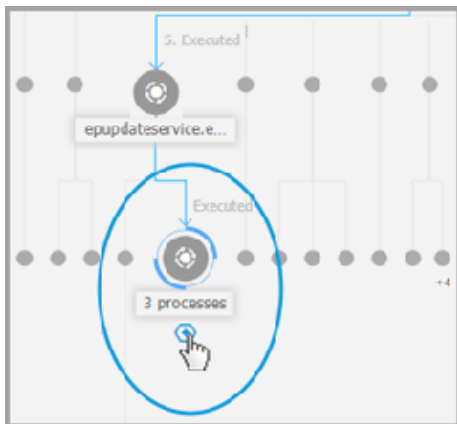 5. Executed
epupdateservice.e...
Executed
3 processes
+4